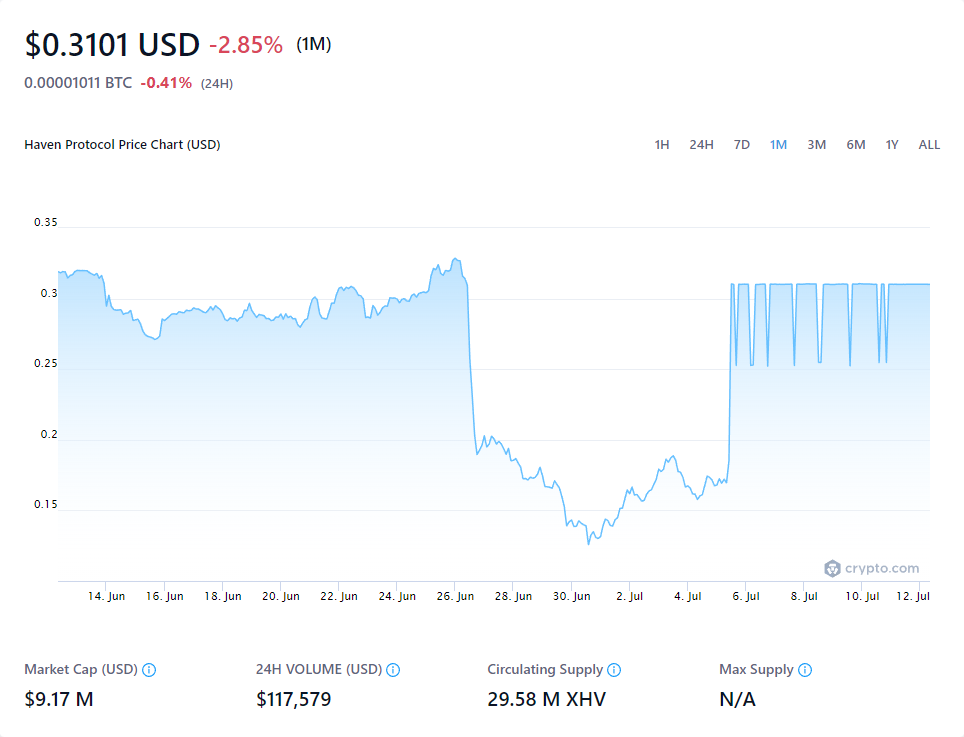 $0.3101 USD -2.85% (1M)
0.00001011 BTC -0.41% (24H)
Haven Protocol Price Chart (USD) 1H 24H 7D 1M 3M 6M 1Y ALL
0.35
0.3
0.25
0.2
0.15
crypto.com
14. Jun 16. Jun 18. Jun 20. Jun 22. Jun 24. Jun 26. Jun 28. Jun 30. Jun 2. Jul 4. Jul 6. Jul 8. Jul 10. Jul 12. Jul
Market Cap (USD) 24H VOLUME (USD) Circulating Supply Max Supply
$9.17 M $117,579 29.58 M XHV N/A